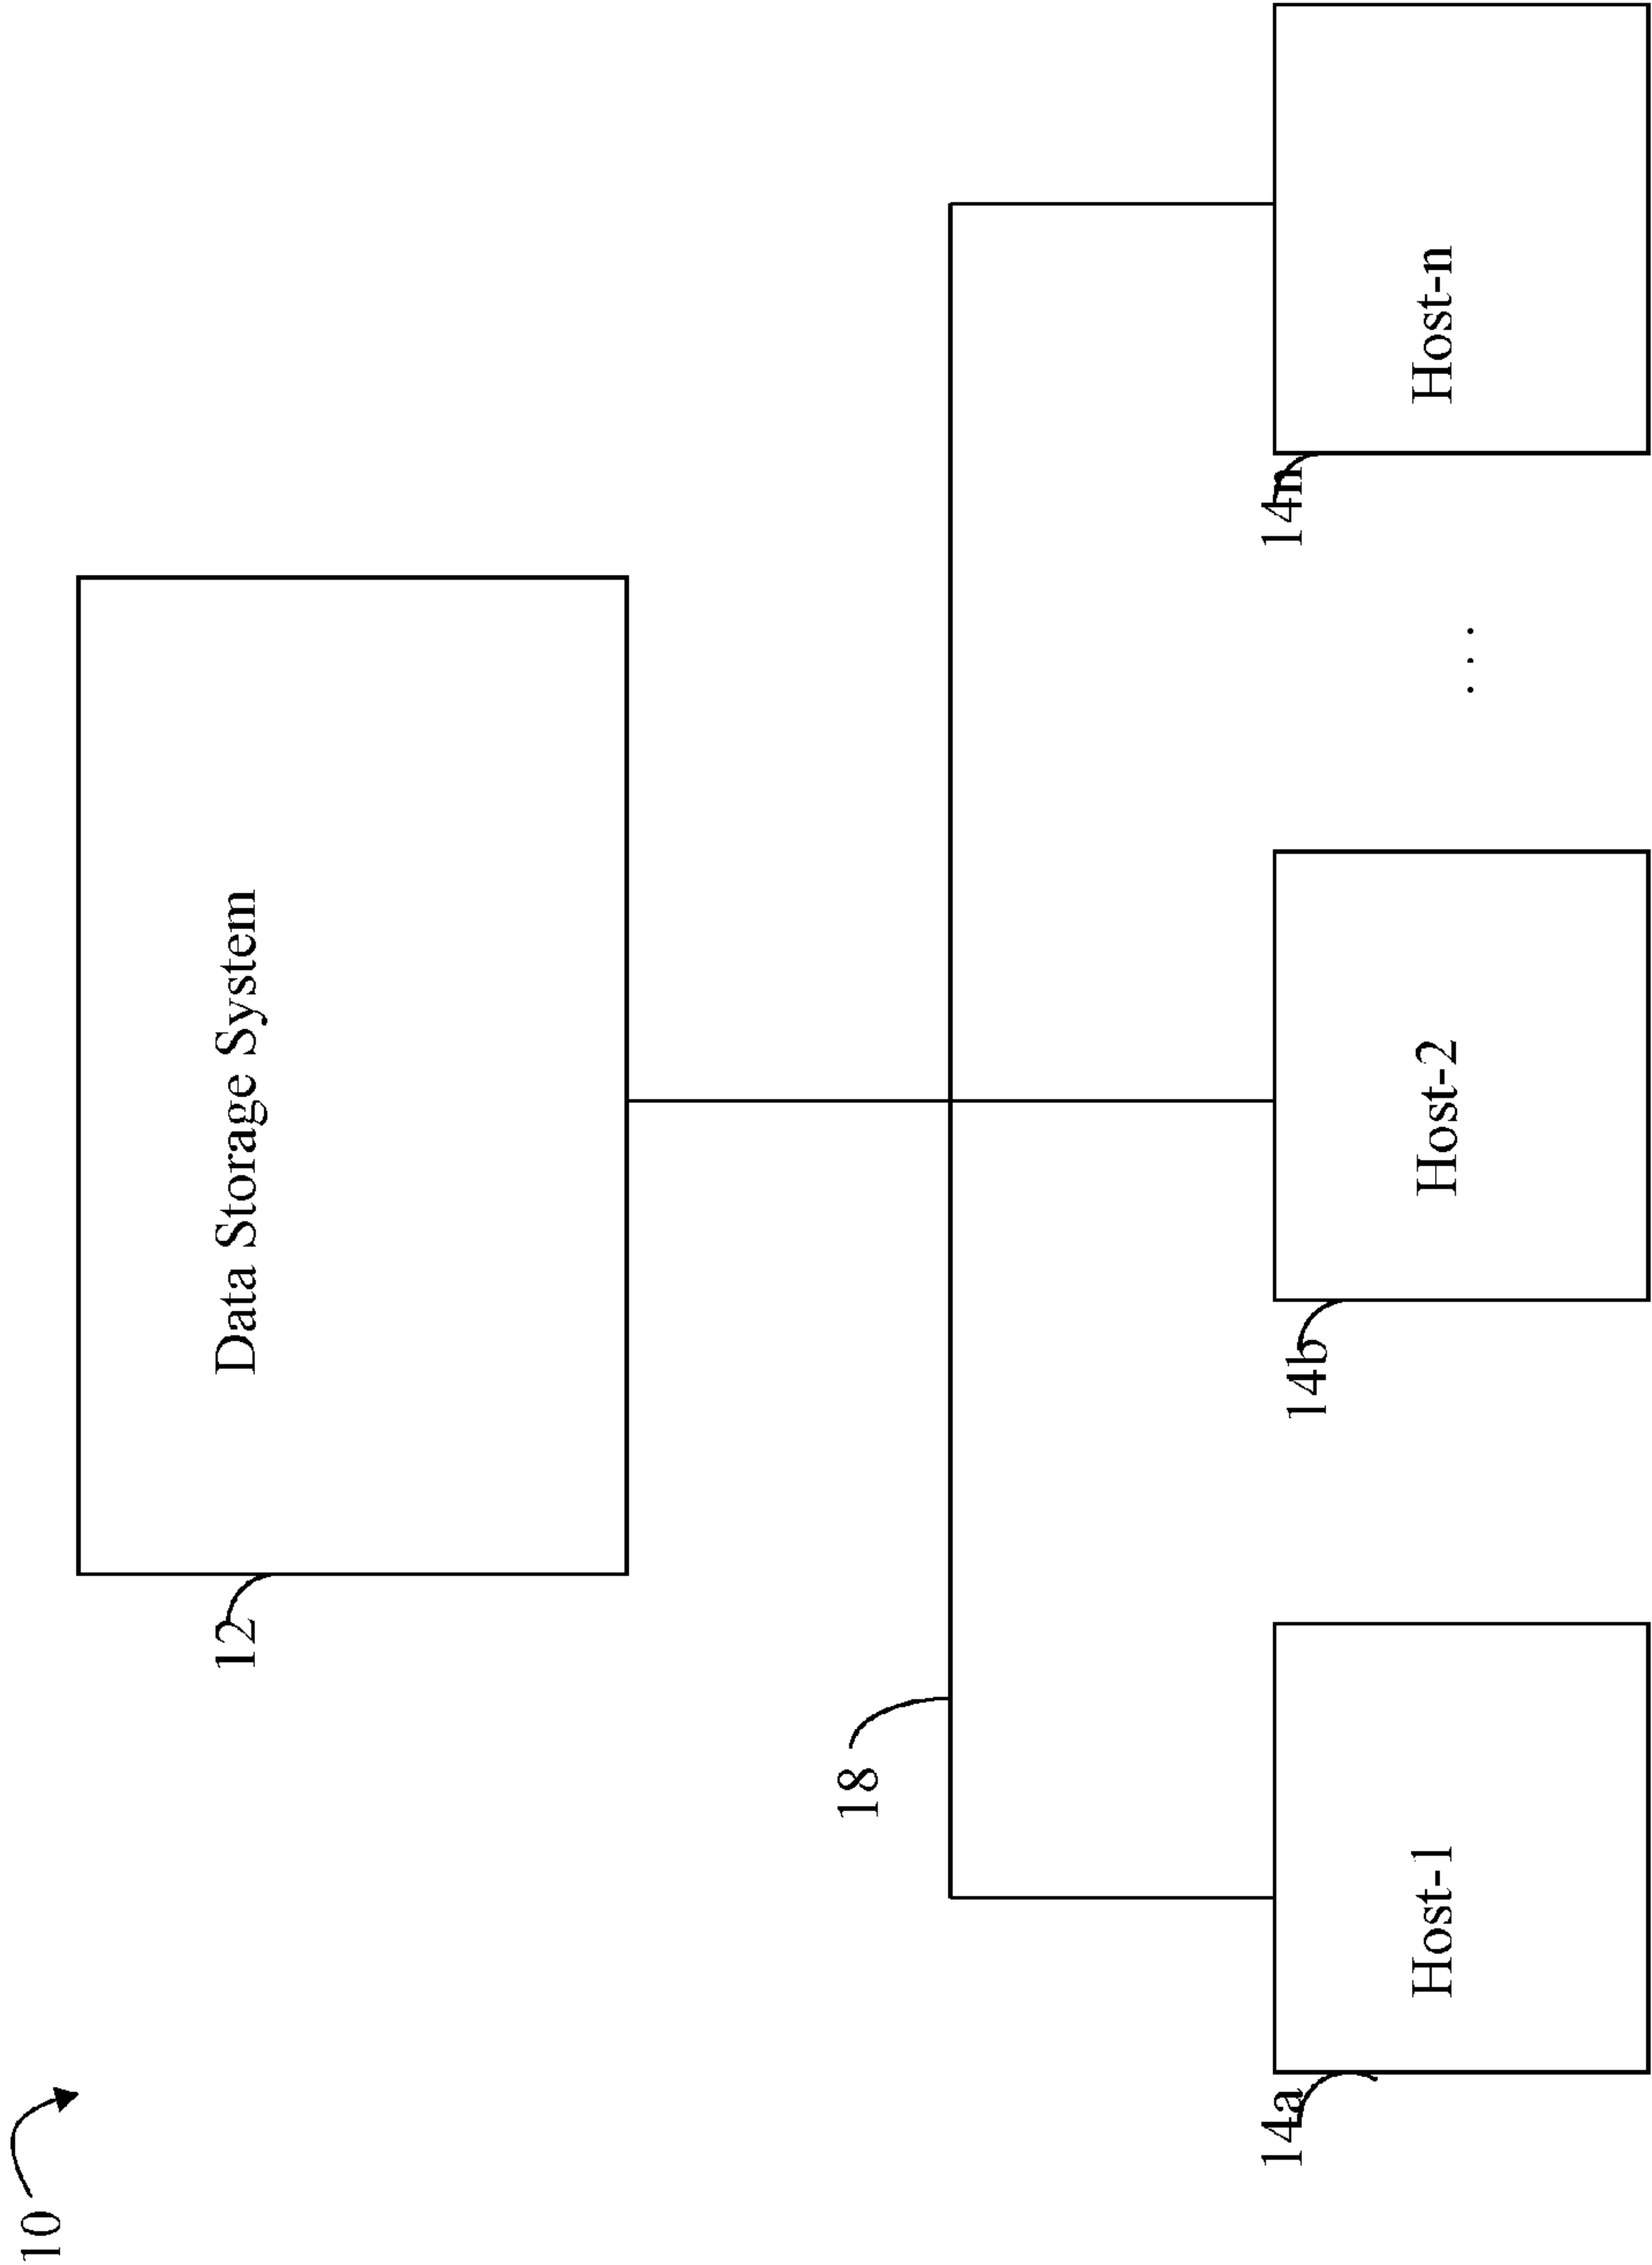 10
12
Data Storage System
18
14a
Host-1
14b
Host-2
. . .
14n
Host-n